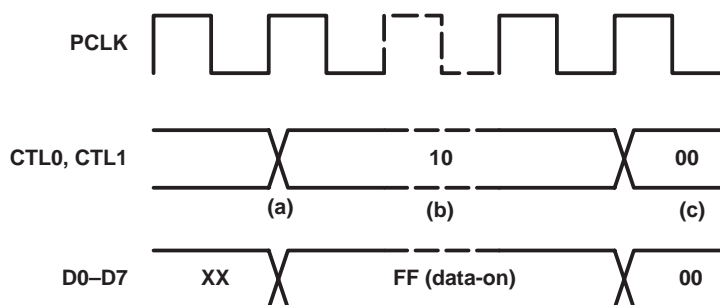 PCLK
CTL0, CTL1 10 00
(a) (b) (c)
D0–D7 XX FF (data-on) 00